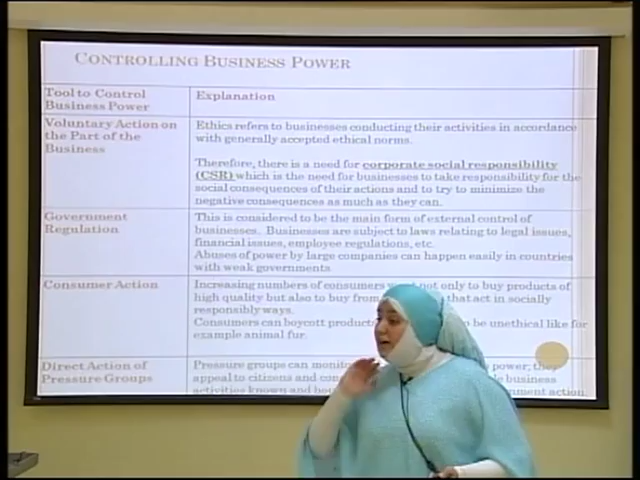 CONTROLLING BUSINESS POWER
Tool to Control
Business Power
Explanation
Voluntary Action on
the Part of the
Business
Ethics refers to businesses conducting their activities in accordance
with generally accepted ethical norms.
Therefore, there is a need for corporate social responsibility
(CSR) which is the need for businesses to take responsibility for the
social consequences of their actions and to try to minimize the
negative consequences as much as they can.
Government
Regulation
This is considered to be the main form of external control of
businesses. Businesses are subject to laws relating to legal issues,
financial issues, employee regulations, etc.
Abuses of power by large companies can happen easily in countries
with weak governments.
Consumer Action
Increasing numbers of consumers not only to buy products of
high quality but also to buy from that act in socially
responsibly ways.
Consumers can boycott be unethical like for
example animal fur.
Direct Action of
Pressure Groups
Pressure groups can power; they
appeal to citizens and business
activities known and action.